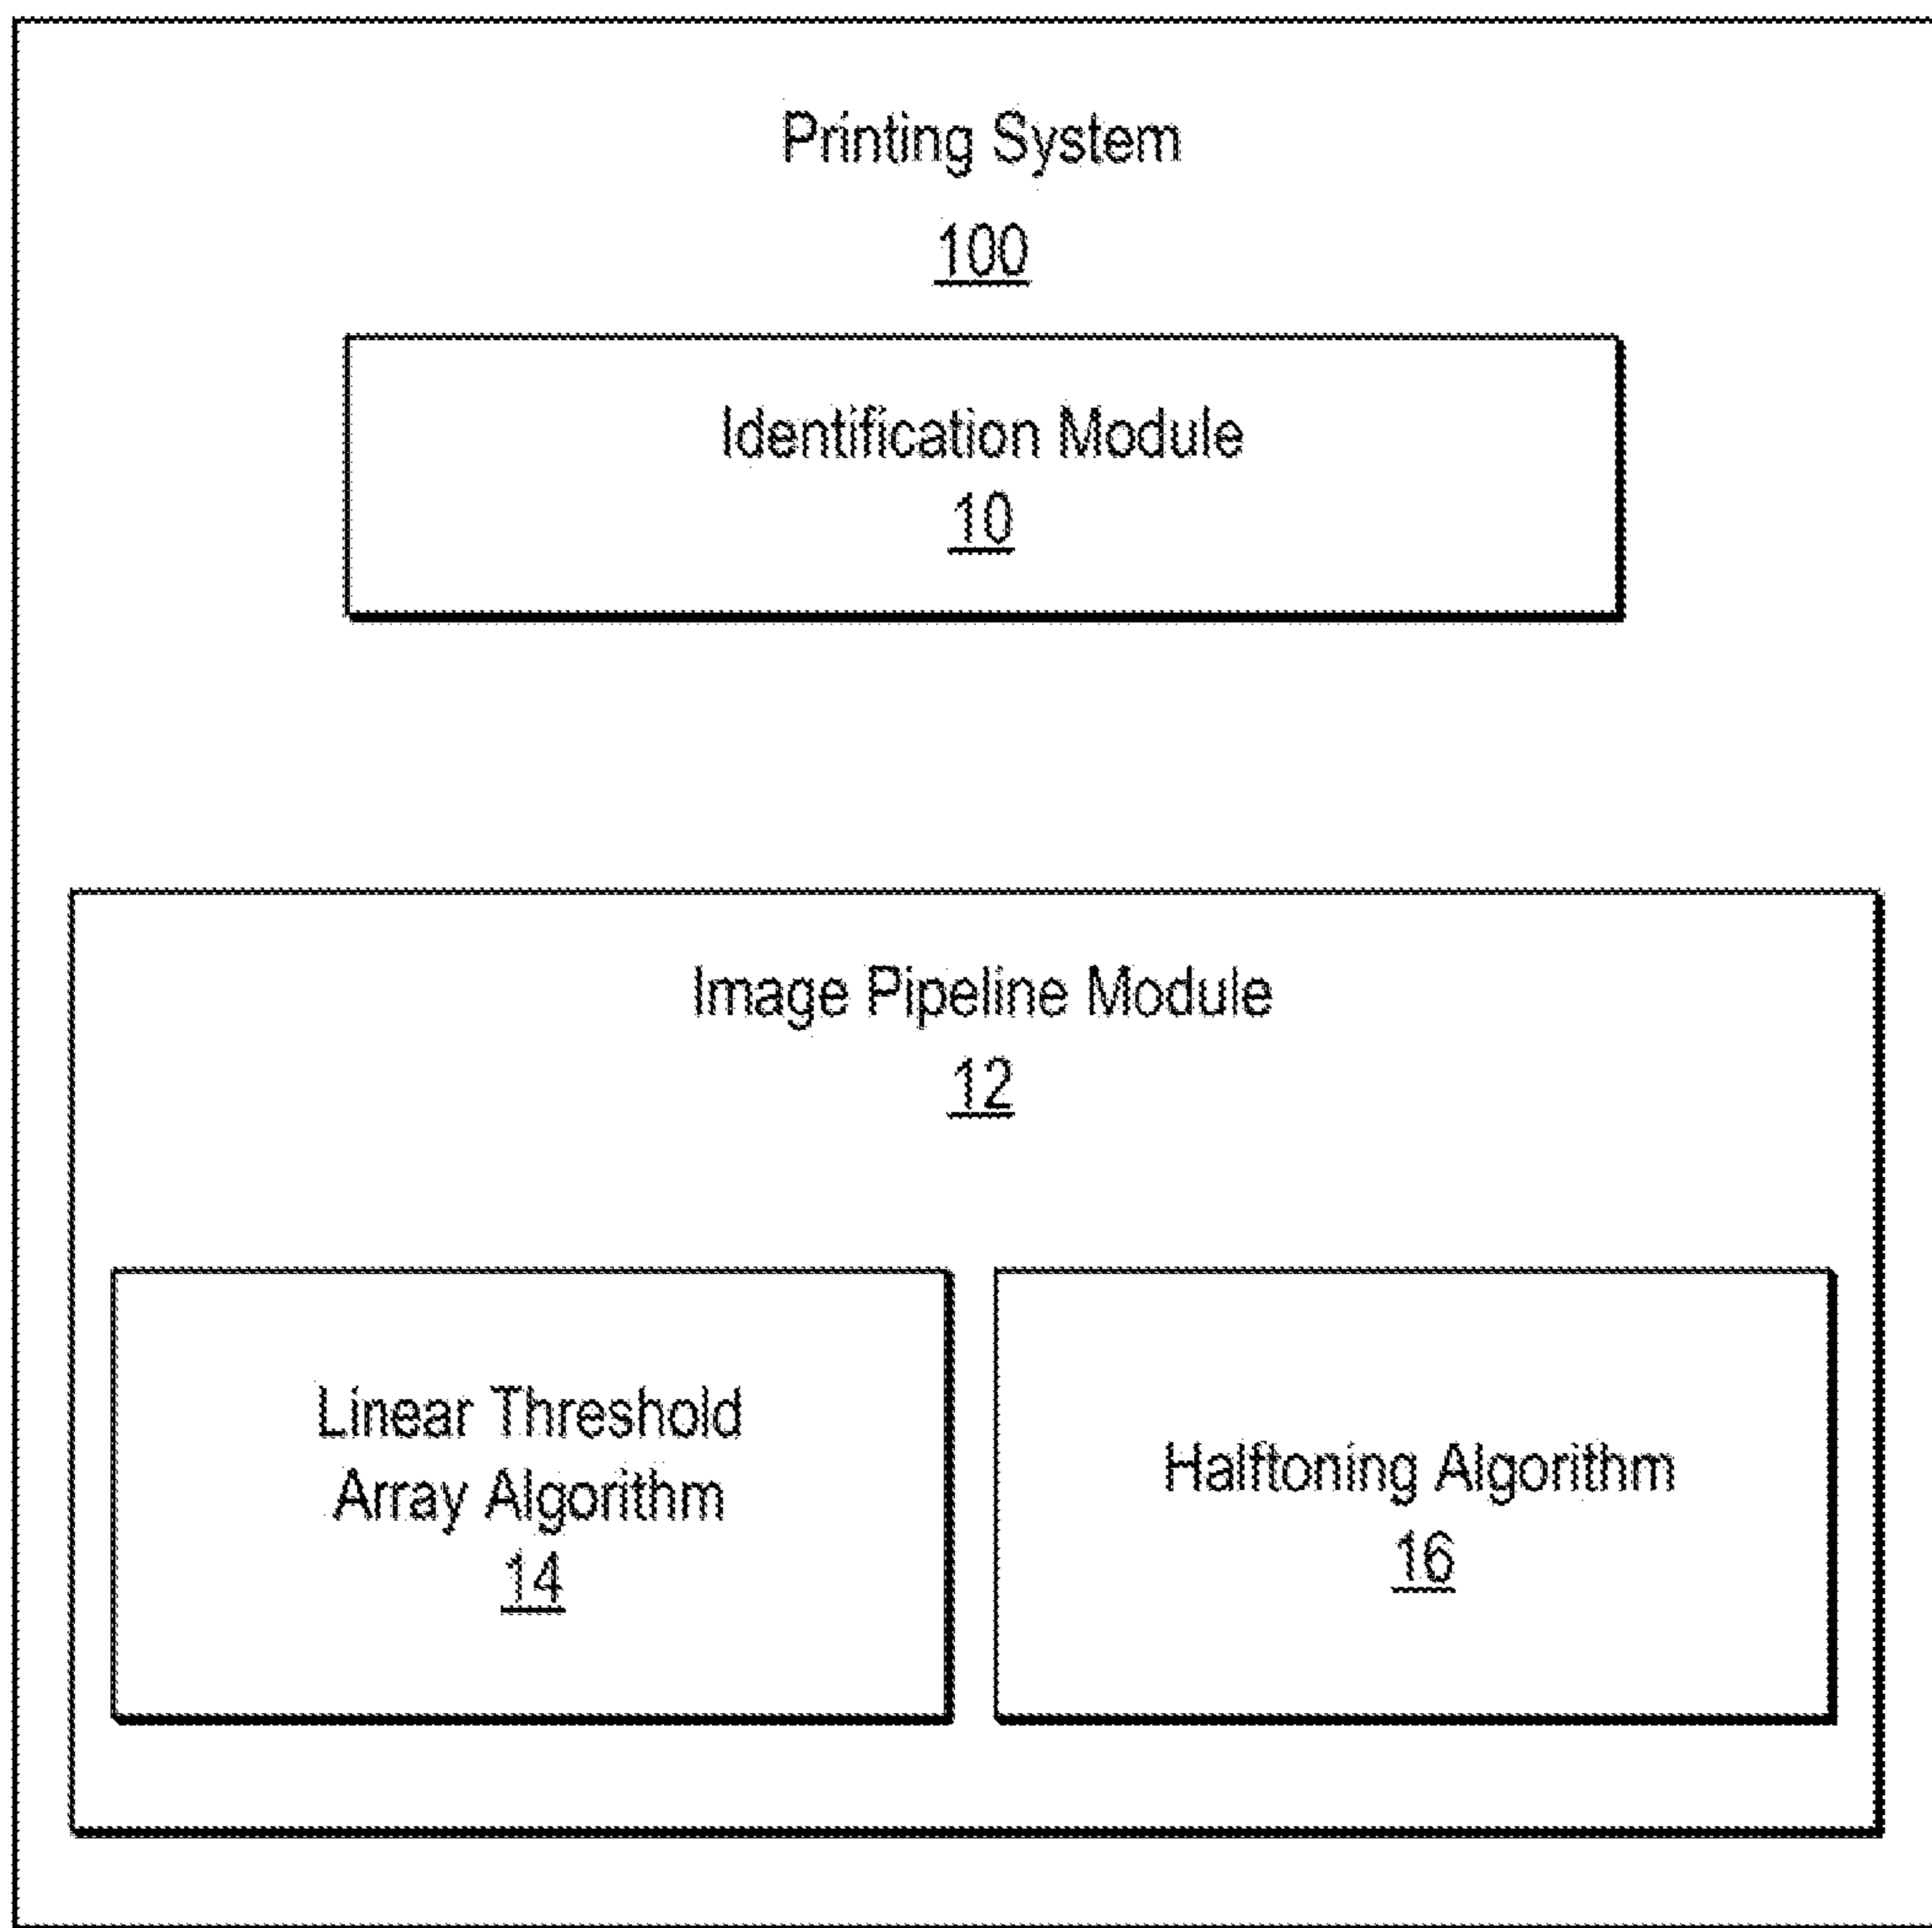 Printing System
100
Identification Module
10
Image Pipeline Module
12
Linear Threshold
Array Algorithm
14
Halftoning Algorithm
16